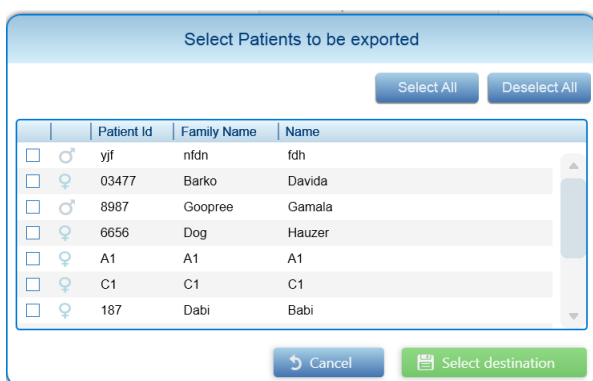 Select Patients to be exported
Select All Deselect All
Patient Id Family Name Name
yjf nfdn fdh
03477 Barko Davida
8987 Goopree Gamala
6656 Dog Hauzer
A1 A1 A1
C1 C1 C1
187 Dabi Babi
Cancel Select destination